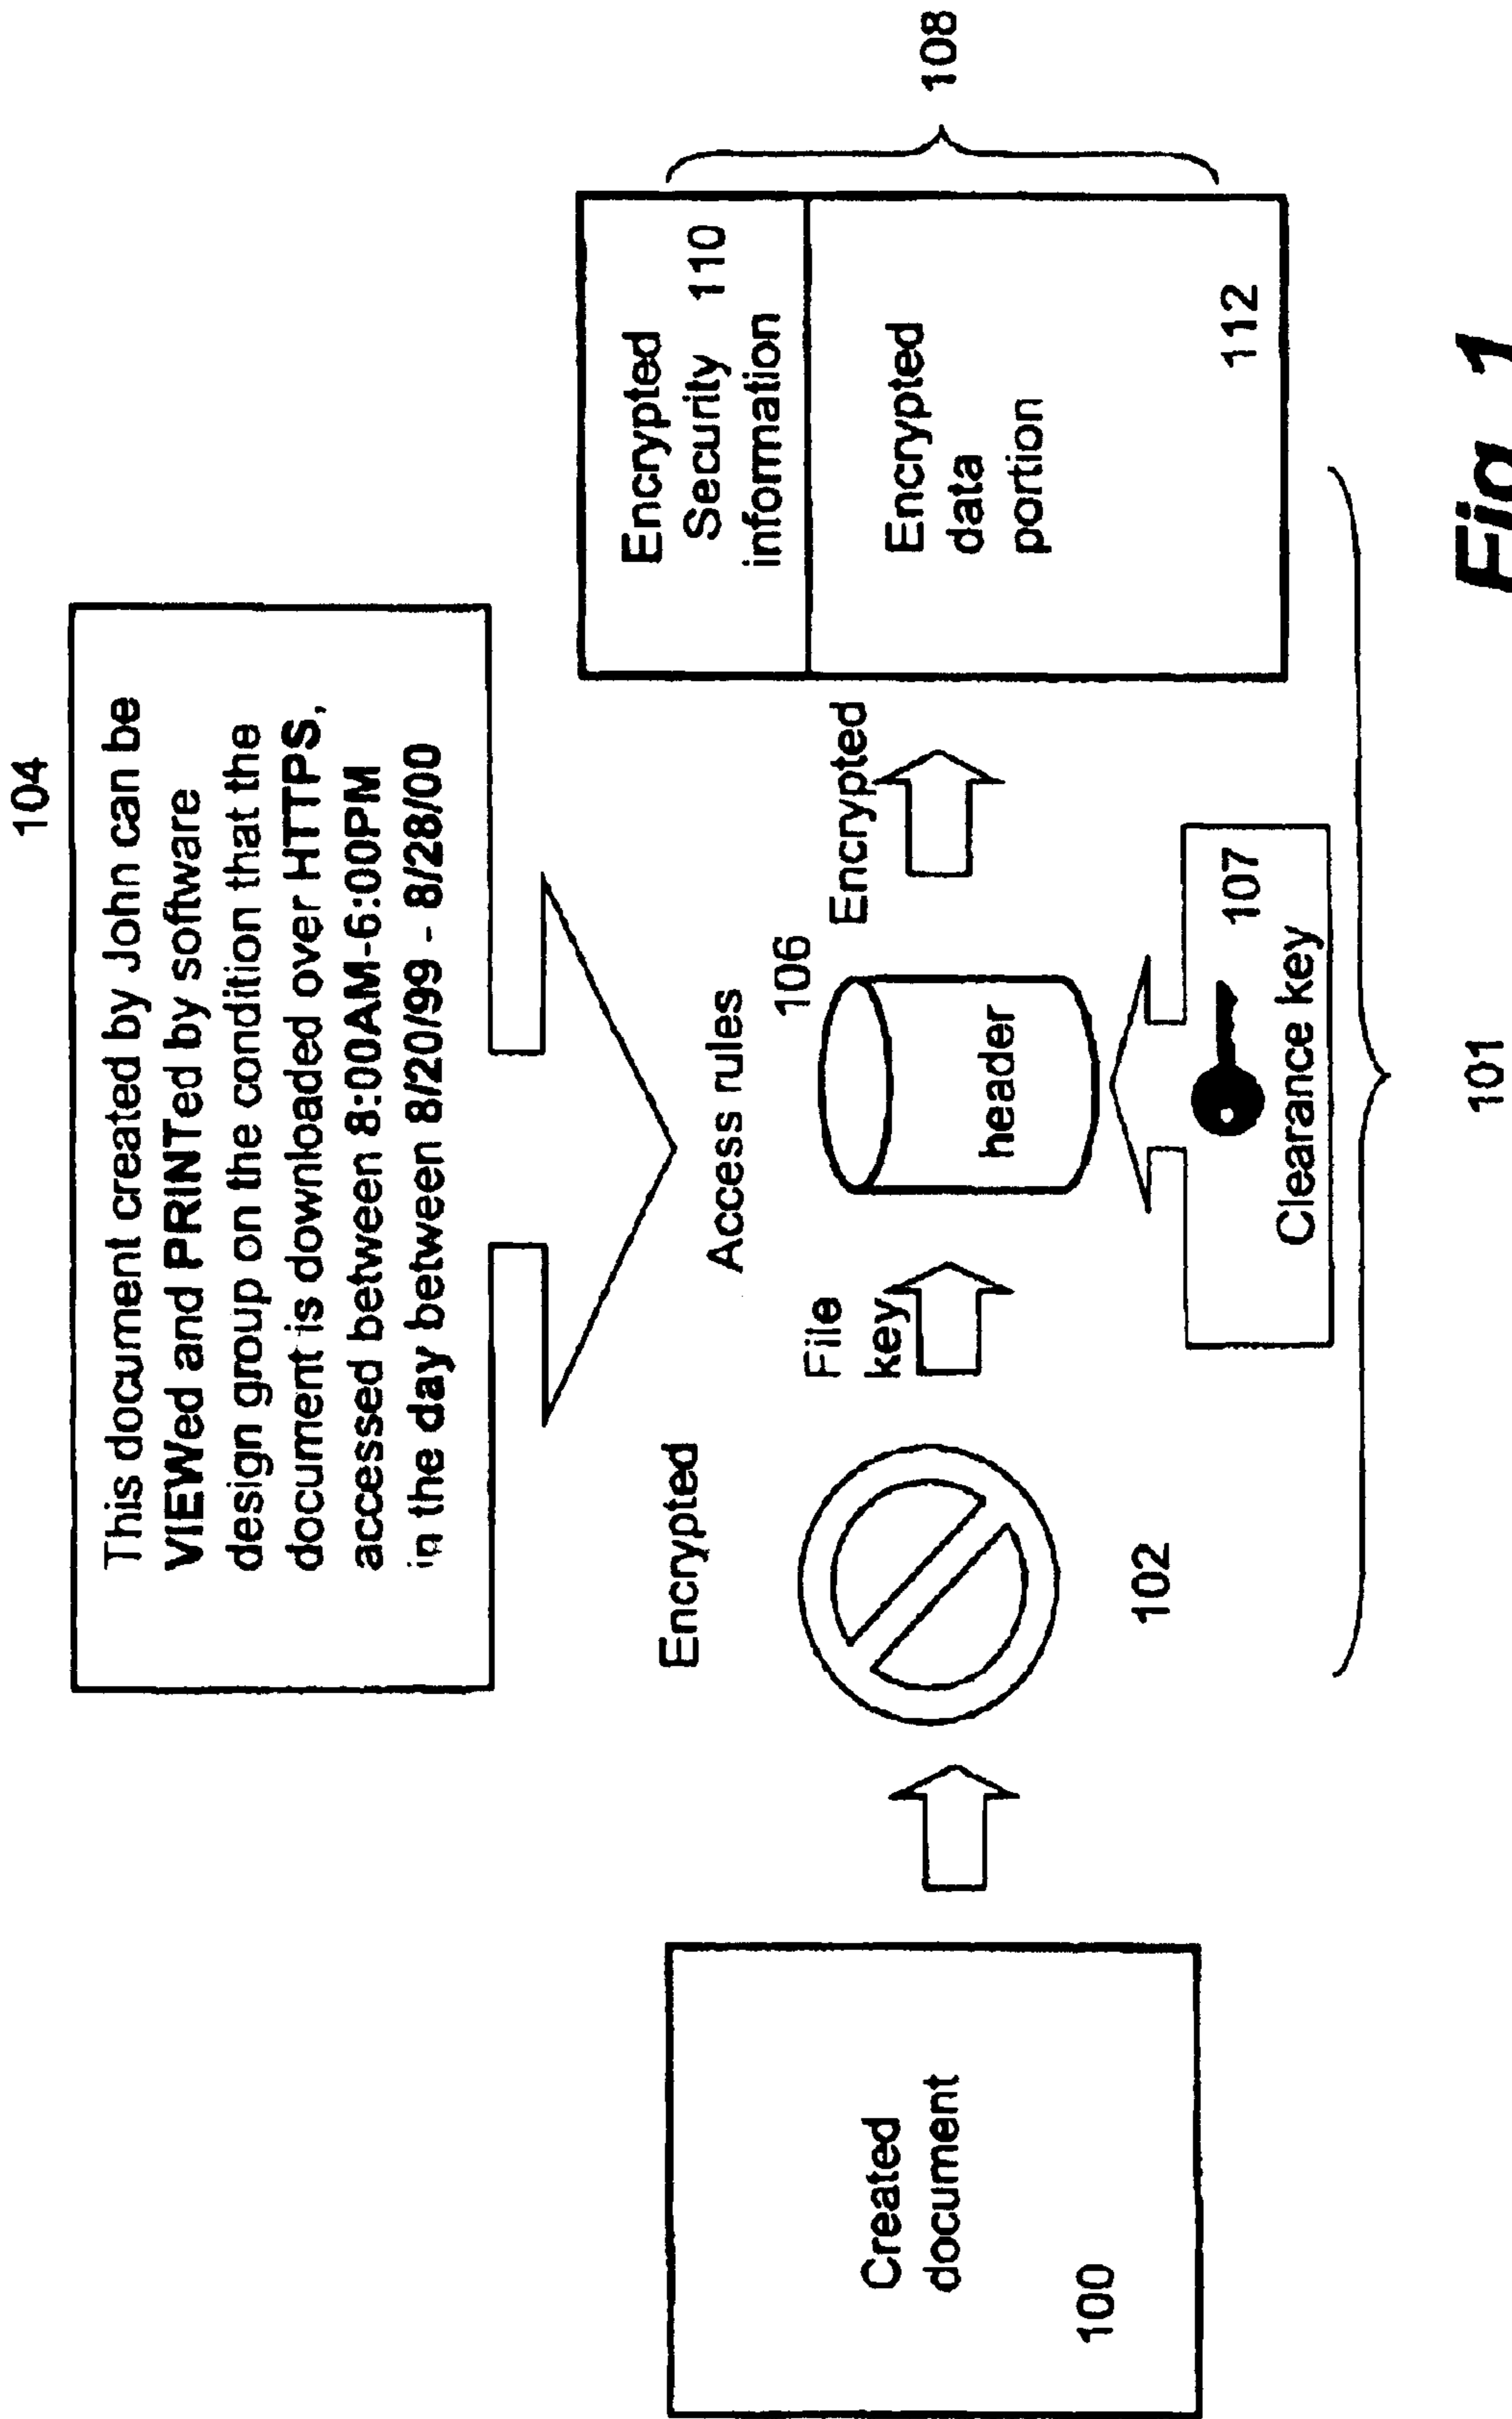 104
This document created by John can be
VIEWed and PRINTed by software
design group on the condition that the
document is downloaded over HTTPS,
accessed between 8:00AM-6:00PM
in the day between 8/20/99 - 8/28/00
Access rules
Created
document
100
Encrypted
102
File
key
106
header
107
Clearance key
Encrypted
Encrypted
Security 110
information
Encrypted
data
portion
112
108
101
Fig. 1